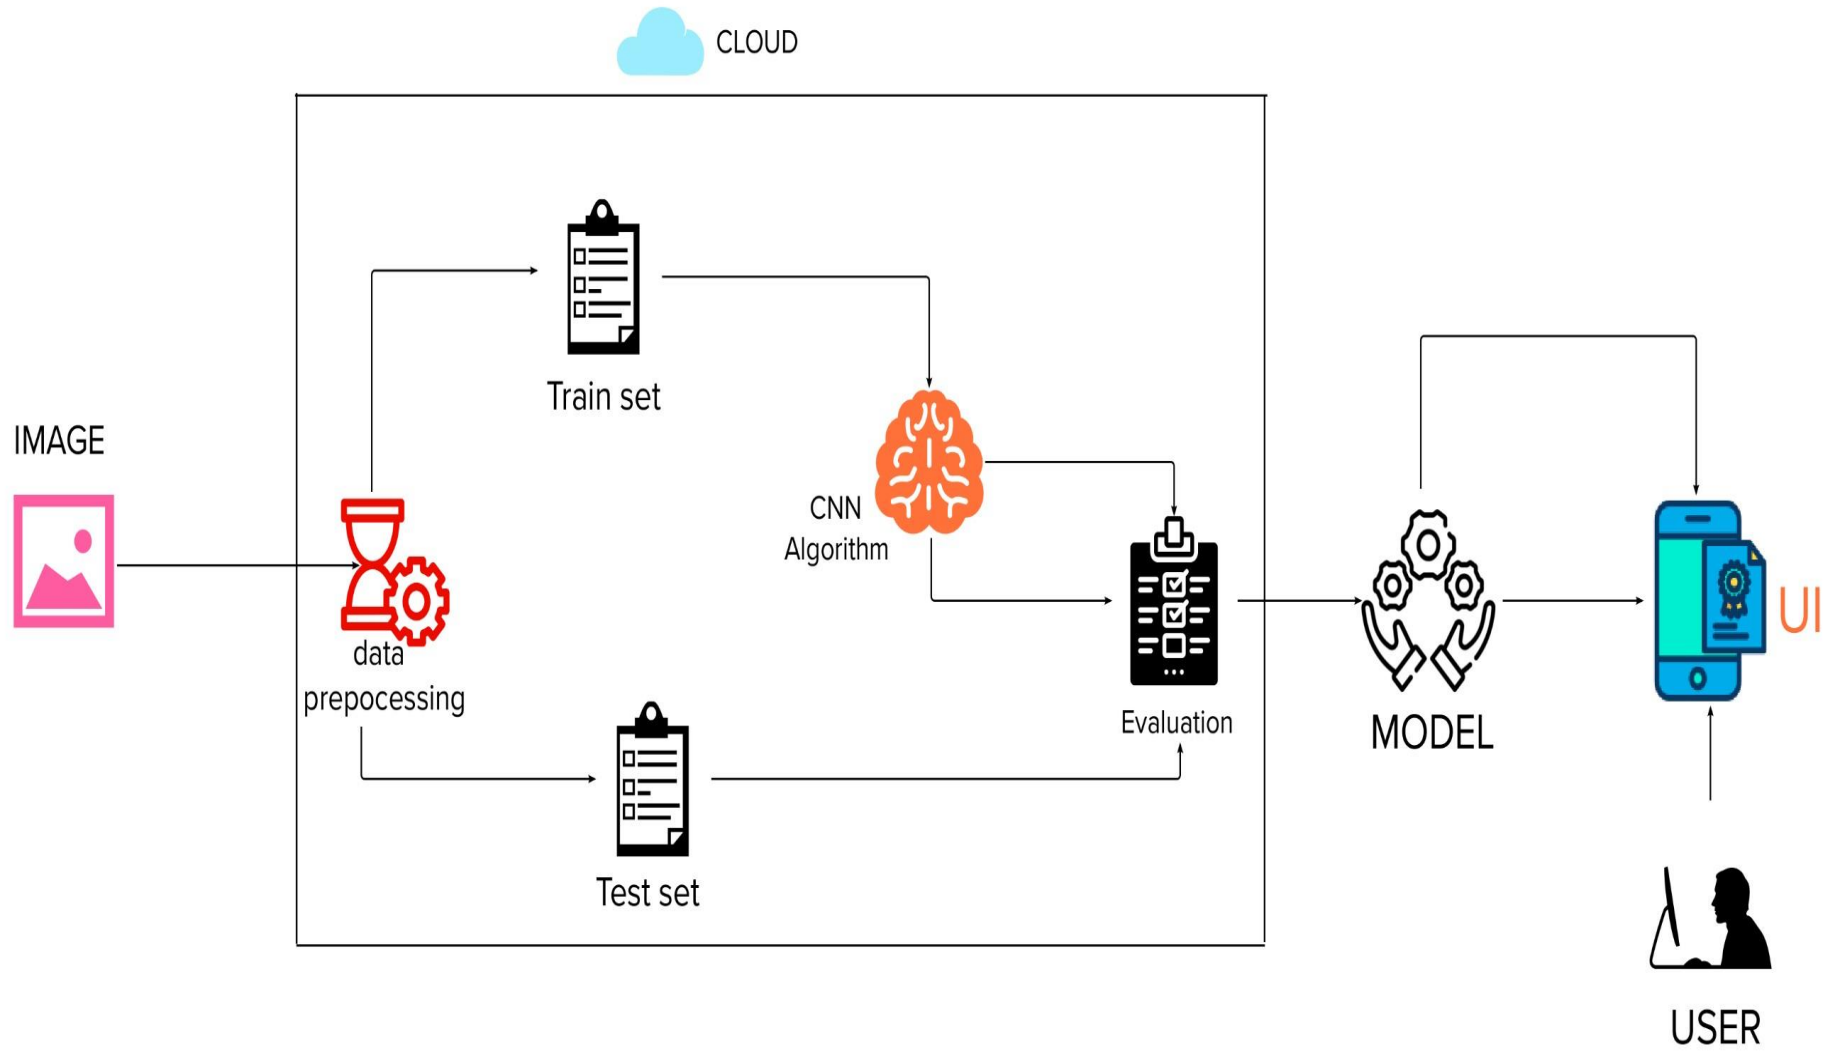 CLOUD
Train set
IMAGE
CNN
Algorithm
data
prepocessing
Evaluation
MODEL
UI
Test set
USER